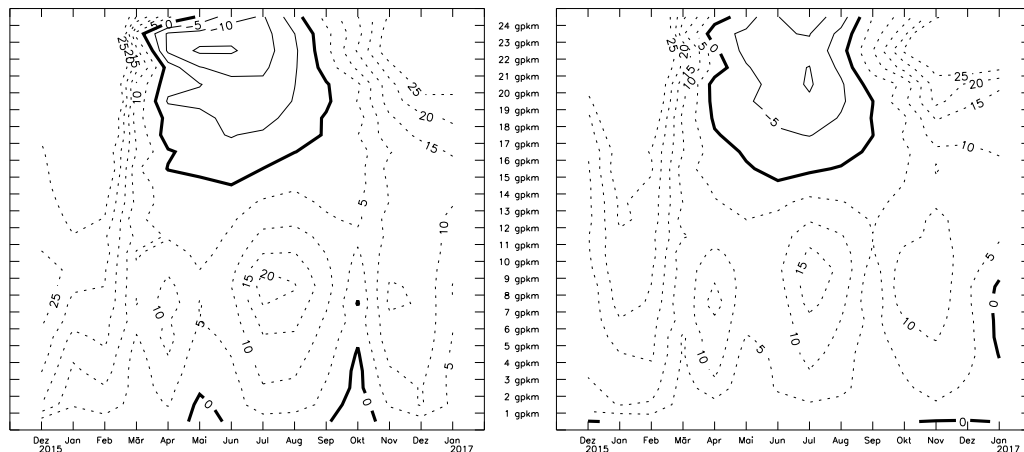 24 gpkm
23 gpkm
22 gpkm
21 gpkm
20 gpkm
19 gpkm
18 gpkm
17 gpkm
16 gpkm
15 gpkm
14 gpkm
13 gpkm
12 gpkm
11 gpkm
10 gpkm
9 gpkm
8 gpkm
7 gpkm
6 gpkm
5 gpkm
4 gpkm
3 gpkm
2 gpkm
1 gpkm
0
-5
-10
10
25
20
15
5
10
25
15
20
10
5
10
5
0
0
25
20
15
10
5
0
-5
25
20
15
10
15
5
0
10
10
10
5
0
Dez Jan Feb Mär Apr Mai Jun Jul Aug Sep Okt Nov Dez Jan
2015 2017
Dez Jan Feb Mär Apr Mai Jun Jul Aug Sep Okt Nov Dez Jan
2015 2017